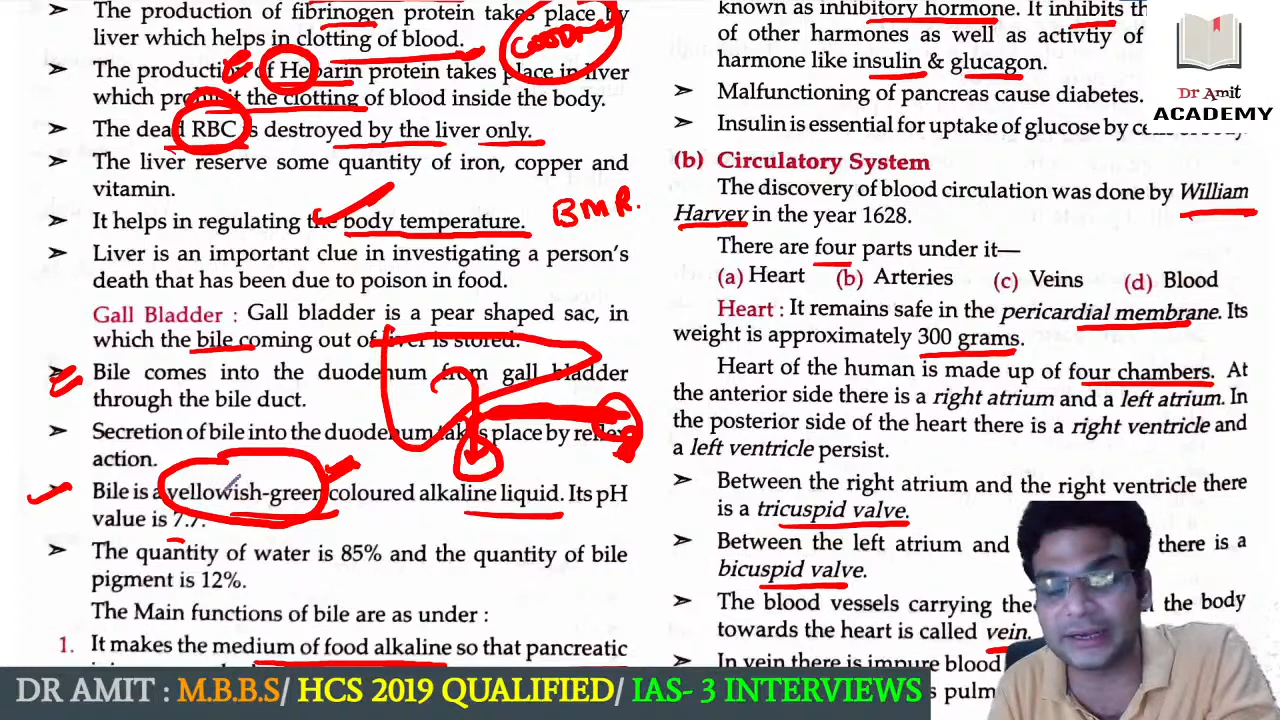 The production of fibrinogen protein takes place by
liver which helps in clotting of blood.
➤ The production of Heparin protein takes place in liver
which prohibit the clotting of blood inside the body.
➤ The dead RBC is destroyed by the liver only.
➤ The liver reserve some quantity of iron, copper and
vitamin.
➤ It helps in regulating the body temperature.
BMR.
➤ Liver is an important clue in investigating a person's
death that has been due to poison in food.
Gall Bladder : Gall bladder is a pear shaped sac, in
which the bile coming out of liver is stored.
➤ Bile comes into the duodenum from gall bladder
through the bile duct.
➤ Secretion of bile into the duodenum takes place by reflex
action.
➤ Bile is a yellowish-green coloured alkaline liquid. Its pH
value is 7.7.
➤ The quantity of water is 85% and the quantity of bile
pigment is 12%.
The Main functions of bile are as under :
1. It makes the medium of food alkaline so that pancreatic
known as inhibitory hormone. It inhibits
of other harmones as well as activtiy of
harmone like insulin & glucagon.
➤ Malfunctioning of pancreas cause diabetes.
➤ Insulin is essential for uptake of glucose by
(b) Circulatory System
The discovery of blood circulation was done by William
Harvey in the year 1628.
There are four parts under it—
(a) Heart (b) Arteries (c) Veins (d) Blood
Heart : It remains safe in the pericardial membrane. Its
weight is approximately 300 grams.
Heart of the human is made up of four chambers. At
the anterior side there is a right atrium and a left atrium. In
the posterior side of the heart there is a right ventricle and
a left ventricle persist.
➤ Between the right atrium and the right ventricle there
is a tricuspid valve.
➤ Between the left atrium and there is a
bicuspid valve.
➤ The blood vessels carrying the the body
towards the heart is called vein.
➤ In vein there is impure blood
Dr Amit
ACADEMY
DR AMIT : M.B.B.S/ HCS 2019 QUALIFIED/ IAS- 3 INTERVIEWS